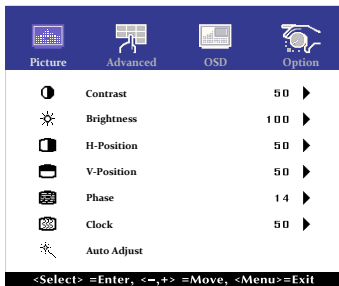 Picture Advanced OSD Option
Contrast 50
Brightness 100
H-Position 50
V-Position 50
Phase 14
Clock 50
Auto Adjust
<Select> =Enter, <–,+> =Move, <Menu>=Exit